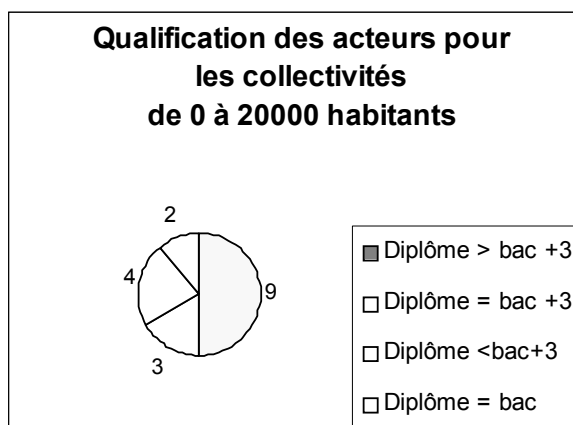 Qualification des acteurs pour
les collectivités
de 0 à 20000 habitants
2
4
9
3
Diplôme > bac +3
Diplôme = bac +3
Diplôme <bac+3
Diplôme = bac